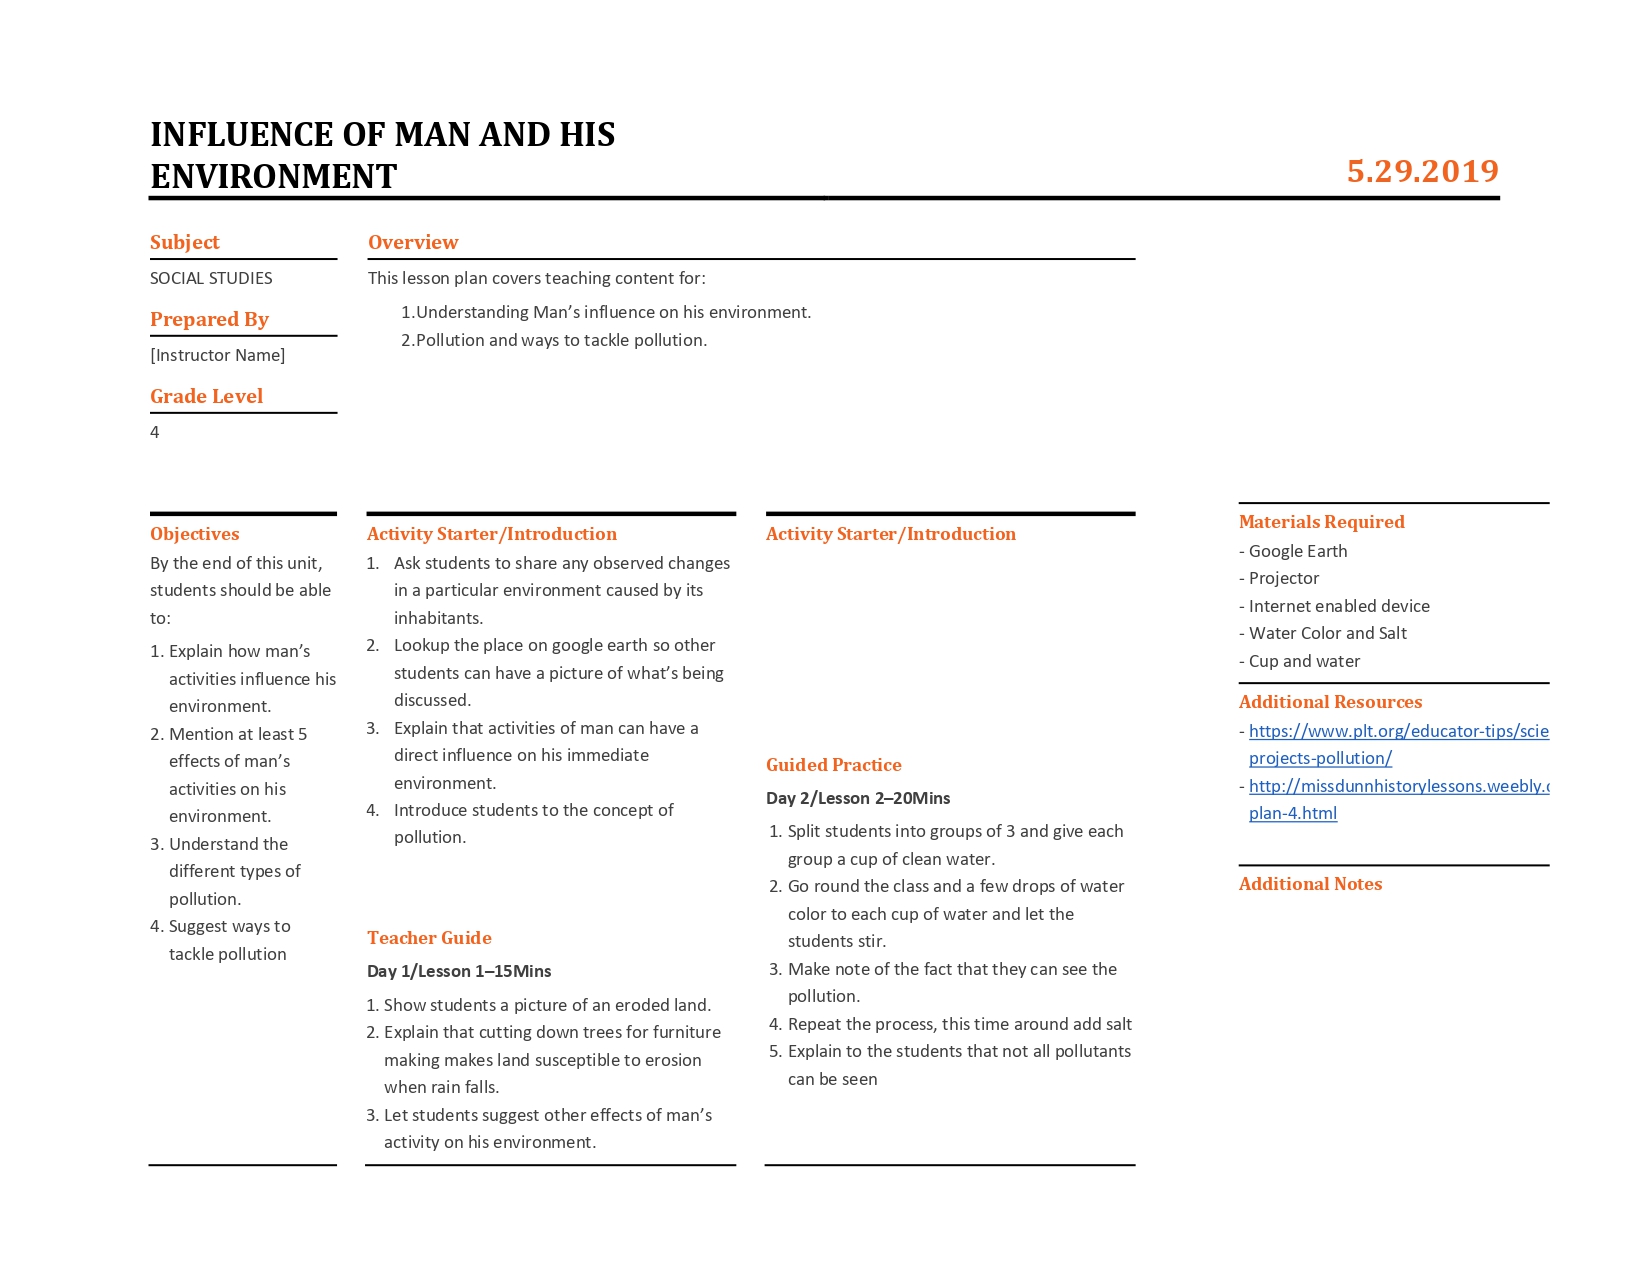 INFLUENCE OF MAN AND HIS
ENVIRONMENT
5.29.2019
Subject
SOCIAL STUDIES
Prepared By
[Instructor Name]
Grade Level
4
Overview
This lesson plan covers teaching content for:
1.Understanding Man’s influence on his environment.
2.Pollution and ways to tackle pollution.
Objectives
By the end of this unit,
students should be able
to:
1. Explain how man’s
activities influence his
environment.
2. Mention at least 5
effects of man’s
activities on his
environment.
3. Understand the
different types of
pollution.
4. Suggest ways to
tackle pollution
Activity Starter/Introduction
1. Ask students to share any observed changes
in a particular environment caused by its
inhabitants.
2. Lookup the place on google earth so other
students can have a picture of what’s being
discussed.
3. Explain that activities of man can have a
direct influence on his immediate
environment.
4. Introduce students to the concept of
pollution.
Teacher Guide
Day 1/Lesson 1–15Mins
1. Show students a picture of an eroded land.
2. Explain that cutting down trees for furniture
making makes land susceptible to erosion
when rain falls.
3. Let students suggest other effects of man’s
activity on his environment.
Activity Starter/Introduction
Guided Practice
Day 2/Lesson 2–20Mins
1. Split students into groups of 3 and give each
group a cup of clean water.
2. Go round the class and a few drops of water
color to each cup of water and let the
students stir.
3. Make note of the fact that they can see the
pollution.
4. Repeat the process, this time around add salt
5. Explain to the students that not all pollutants
can be seen
Materials Required
- Google Earth
- Projector
- Internet enabled device
- Water Color and Salt
- Cup and water
Additional Resources
- https://www.plt.org/educator-tips/scie
projects-pollution/
- http://missdunnhistorylessons.weebly.c
plan-4.html
Additional Notes